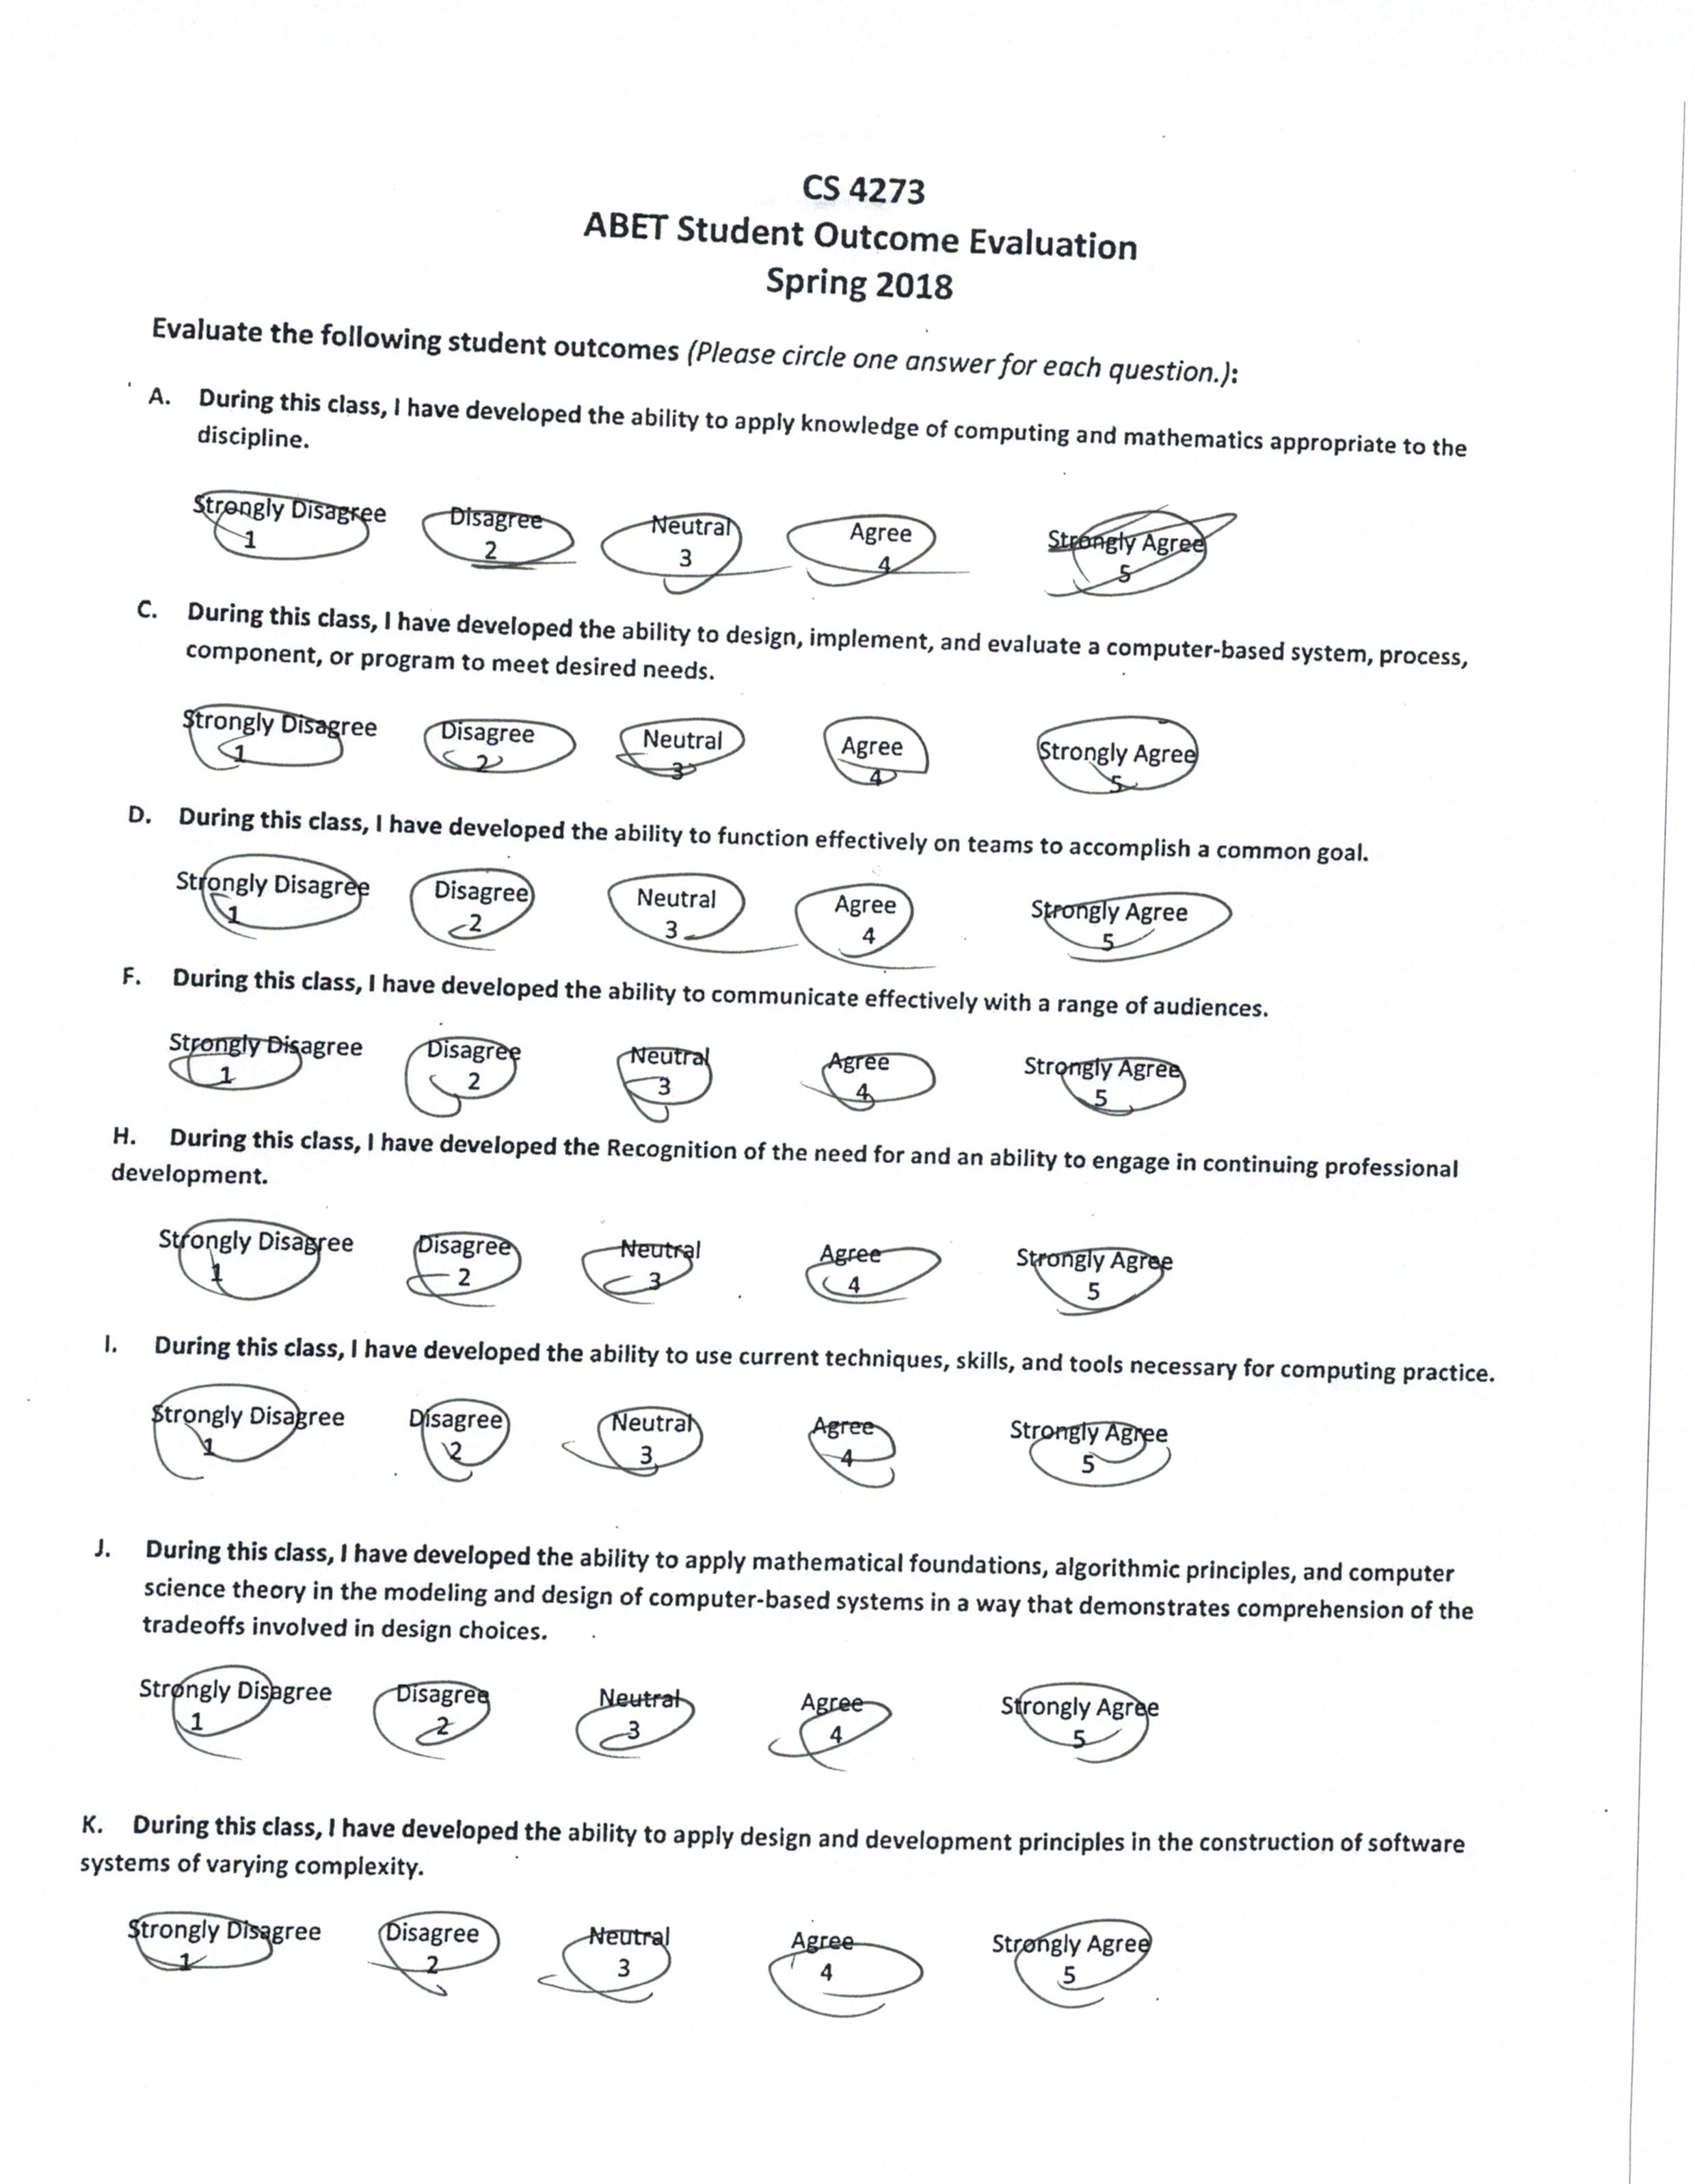 CS 4273
ABET Student Outcome Evaluation
Spring 2018
Evaluate the following student outcomes (Please circle one answer for each question.):
A. During this class, I have developed the ability to apply knowledge of computing and mathematics appropriate to the
discipline.
Strongly Disagree Disagree Neutral Agree Strongly Agree
1 2 3 4 5
C. During this class, I have developed the ability to design, implement, and evaluate a computer-based system, process,
component, or program to meet desired needs.
Strongly Disagree Disagree Neutral Agree Strongly Agree
1 2 3 4 5
D. During this class, I have developed the ability to function effectively on teams to accomplish a common goal.
Strongly Disagree Disagree Neutral Agree Strongly Agree
1 2 3 4 5
F. During this class, I have developed the ability to communicate effectively with a range of audiences.
Strongly Disagree Disagree Neutral Agree Strongly Agree
1 2 3 4 5
H. During this class, I have developed the Recognition of the need for and an ability to engage in continuing professional
development.
Strongly Disagree Disagree Neutral Agree Strongly Agree
1 2 3 4 5
I. During this class, I have developed the ability to use current techniques, skills, and tools necessary for computing practice.
Strongly Disagree Disagree Neutral Agree Strongly Agree
1 2 3 4 5
J. During this class, I have developed the ability to apply mathematical foundations, algorithmic principles, and computer
science theory in the modeling and design of computer-based systems in a way that demonstrates comprehension of the
tradeoffs involved in design choices.
Strongly Disagree Disagree Neutral Agree Strongly Agree
1 2 3 4 5
K. During this class, I have developed the ability to apply design and development principles in the construction of software
systems of varying complexity.
Strongly Disagree Disagree Neutral Agree Strongly Agree
1 2 3 4 5